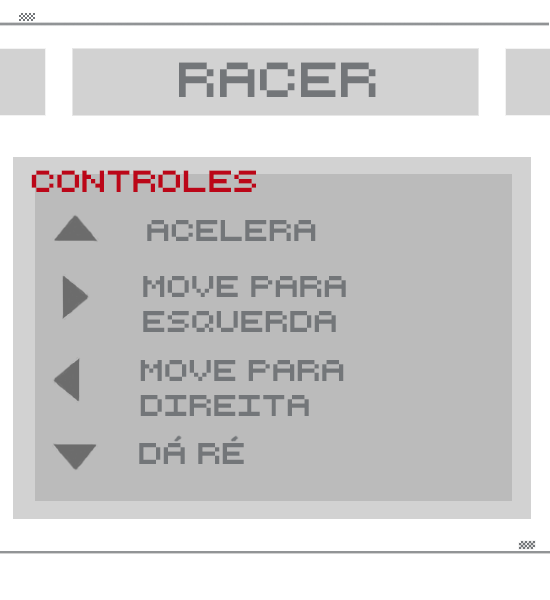 RACER
CONTROLES
ACELERA
MOVE PARA
ESQUERDA
MOVE PARA
DIREITA
DÁ RÉ